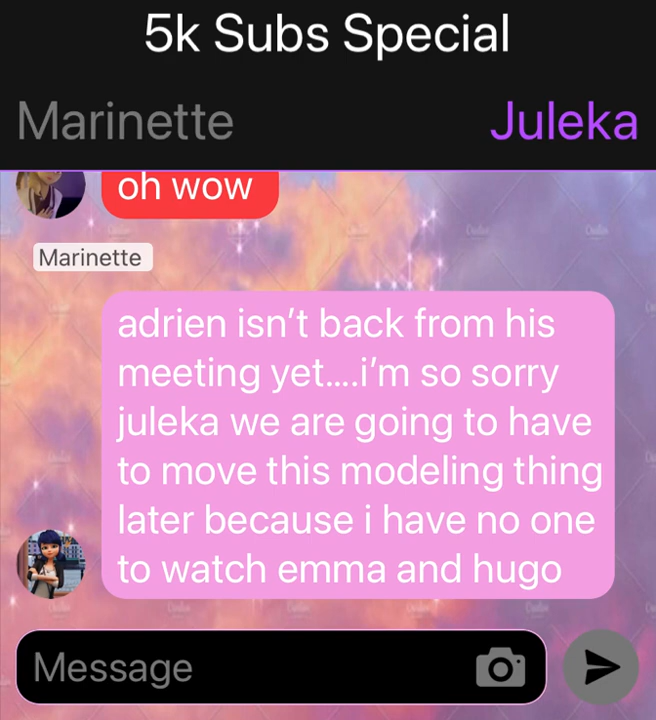 5k Subs Special
Marinette
Juleka
oh wow
Marinette
adrien isn’t back from his
meeting yet....i’m so sorry
juleka we are going to have
to move this modeling thing
later because i have no one
to watch emma and hugo
Message